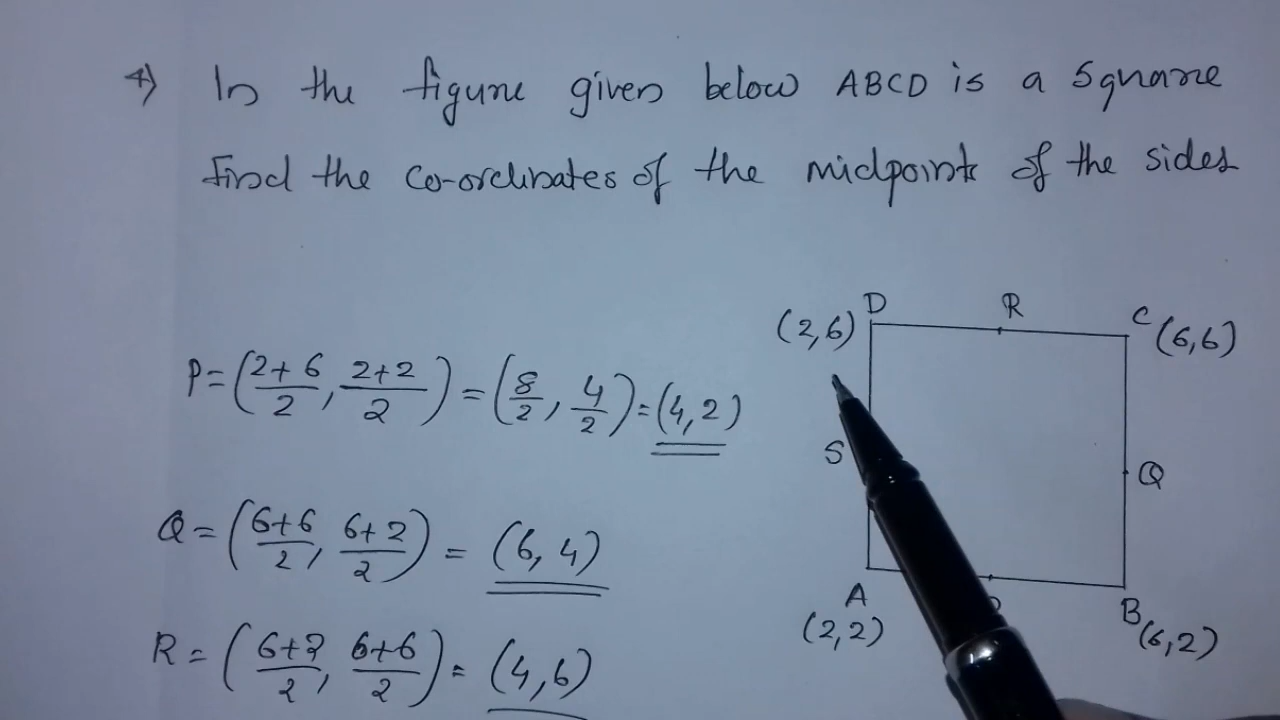 4) In the figure given below ABCD is a square
Find the co-ordinates of the midpoints of the sides
D R C
(2,6) (6,6)
P = (2+6/2, 2+2/2) = (8/2, 4/2) = (4,2)
S Q
Q = (6+6/2, 6+2/2) = (6,4)
A B
(2,2) (6,2)
R = (6+2/2, 6+6/2) = (4,6)